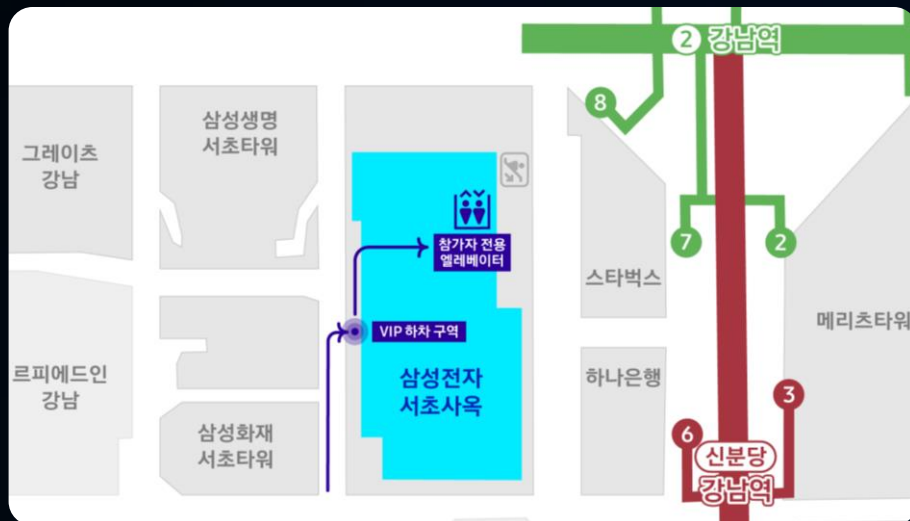 2 강남역
8
삼성생명
서초타워
그레이츠
강남
참가자 전용
엘레베이터
7
2
스타벅스
VIP 하차 구역
메리츠타워
르피에드인
강남
삼성전자
서초사옥
하나은행
3
삼성화재
서초타워
6
신분당
강남역